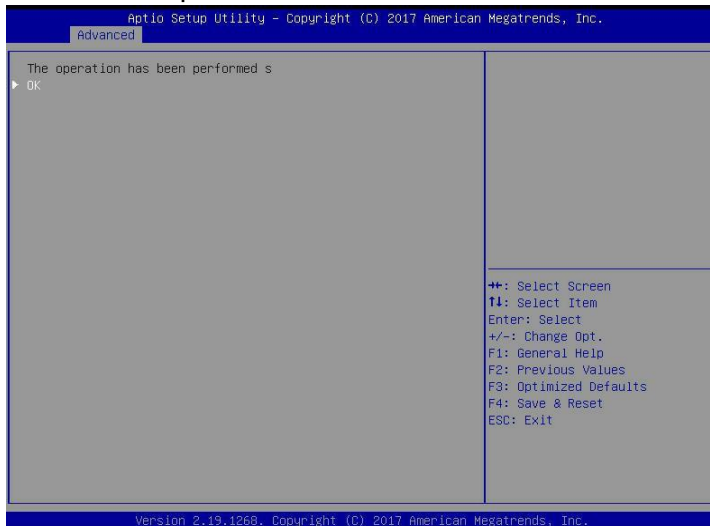 Aptio Setup Utility – Copyright (C) 2017 American Megatrends, Inc.
Advanced
The operation has been performed s
OK
→←: Select Screen
↑↓: Select Item
Enter: Select
+/-: Change Opt.
F1: General Help
F2: Previous Values
F3: Optimized Defaults
F4: Save & Reset
ESC: Exit
Version 2.19.1268. Copyright (C) 2017 American Megatrends, Inc.